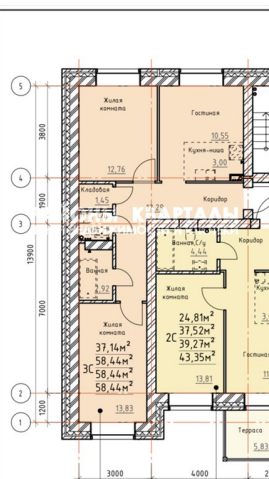 5
Жилая
комната
Гостиная
10,55
Кухня-ниша
3,00
12,76
3800
4
Кладовая
1,45
Коридор
1900
КВАРТАЛЫ
3
Ванная,С/у
4,44
Коридор
13900
Ванная
Жилая
комната
7000
Жилая
комната
24,81м²
37,52м²
39,27м²
43,35м²
2С
37,14м²
58,44м²
58,44м²
58,44м²
3С
Гостиная
13,81
2
13,83
1200
1
Терраса
5,83
3000
4000